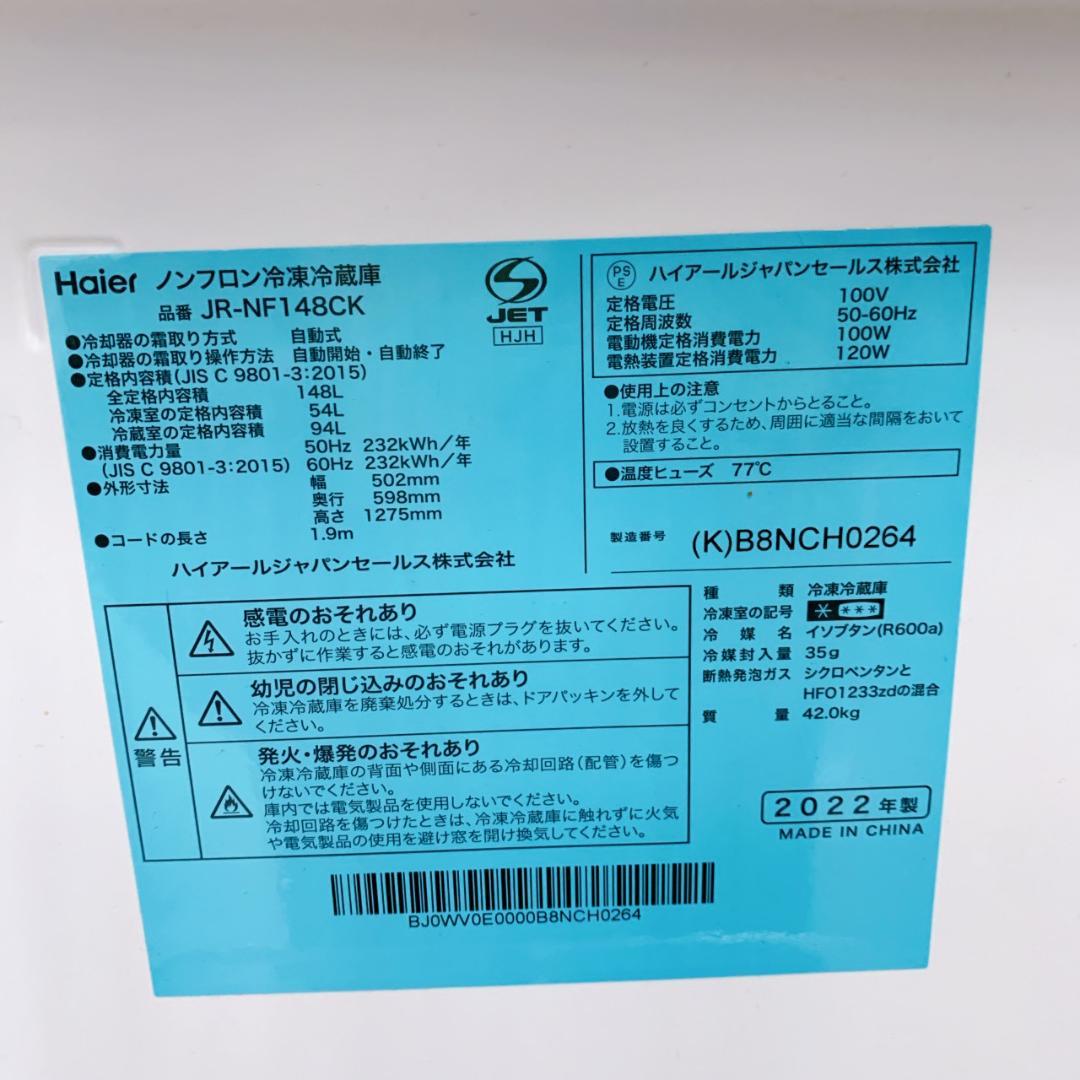 Haier ノンフロン冷凍冷蔵庫
品番 JR-NF148CK
●冷却器の霜取り方式 自動式
●冷却器の霜取り操作方法 自動開始・自動終了
●定格内容積(JIS C 9801-3:2015)
全定格内容積 148L
冷凍室の定格内容積 54L
冷蔵室の定格内容積 94L
●消費電力量 50Hz 232kWh/年
(JIS C 9801-3:2015) 60Hz 232kWh/年
●外形寸法 幅 502mm
奥行 598mm
高さ 1275mm
●コードの長さ 1.9m
ハイアールジャパンセールス株式会社
JET
HJH
PSE ハイアールジャパンセールス株式会社
定格電圧 100V
定格周波数 50-60Hz
電動機定格消費電力 100W
電熱装置定格消費電力 120W
●使用上の注意
1.電源は必ずコンセントからとること。
2.放熱を良くするため、周囲に適当な間隔をおいて
設置すること。
●温度ヒューズ 77℃
製造番号 (K)B8NCH0264
種類 冷凍冷蔵庫
冷凍室の記号 * ***
冷媒名 イソブタン(R600a)
冷媒封入量 35g
断熱発泡ガス シクロペンタンと
HFO1233zdの混合
質量 42.0kg
2022年製
MADE IN CHINA
警告
感電のおそれあり
お手入れのときには、必ず電源プラグを抜いてください。
抜かずに作業すると感電のおそれがあります。
幼児の閉じ込めのおそれあり
冷凍冷蔵庫を廃棄処分するときは、ドアパッキンを外して
ください。
発火・爆発のおそれあり
冷凍冷蔵庫の背面や側面にある冷却回路(配管)を傷つ
けないでください。
庫内では電気製品を使用しないでください。
冷却回路を傷つけたときは、冷凍冷蔵庫に触れずに火気
や電気製品の使用を避け窓を開け換気してください。
BJ0WV0E0000B8NCH0264